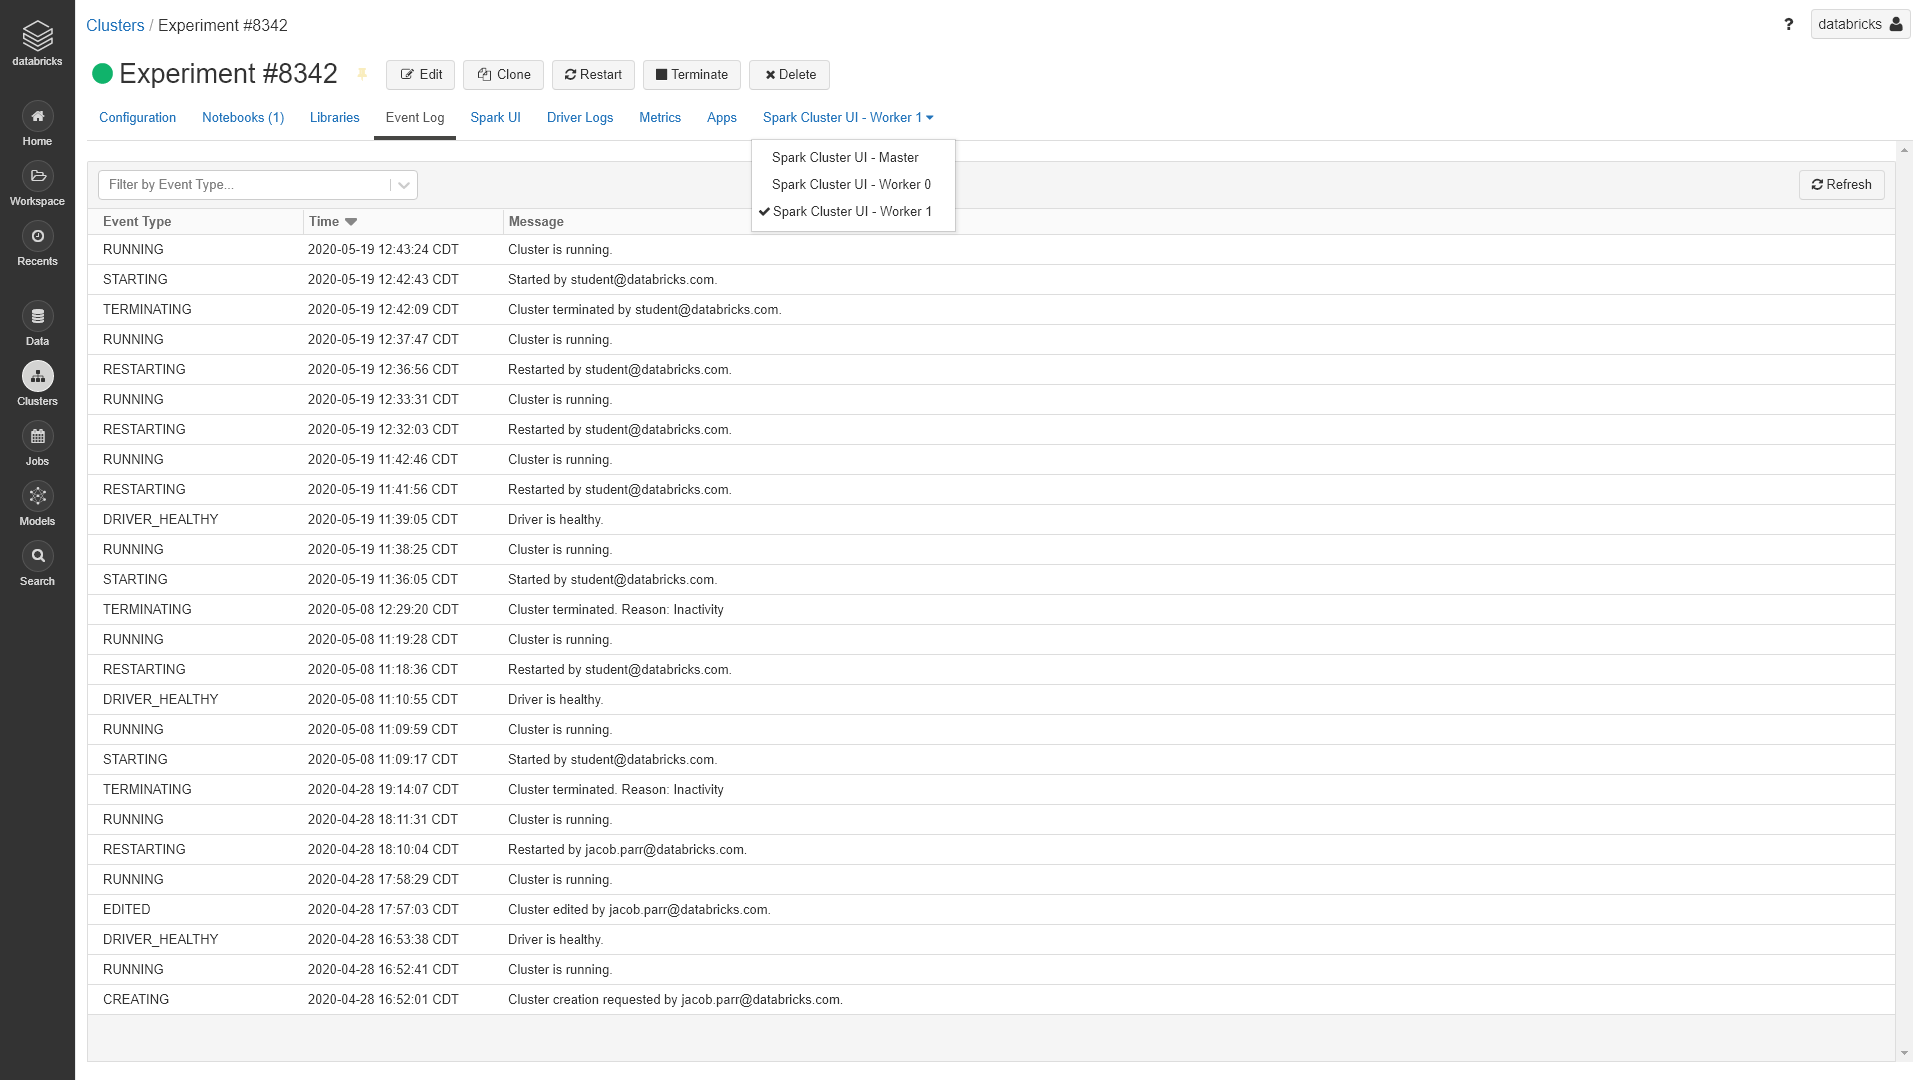 databricks
Home
Workspace
Recents
Data
Clusters
Jobs
Models
Search
Clusters / Experiment #8342
? databricks
Experiment #8342 Edit Clone Restart Terminate Delete
Configuration Notebooks (1) Libraries Event Log Spark UI Driver Logs Metrics Apps Spark Cluster UI - Worker 1
Spark Cluster UI - Master
Spark Cluster UI - Worker 0
Spark Cluster UI - Worker 1
Filter by Event Type... Refresh
Event Type Time Message
RUNNING 2020-05-19 12:43:24 CDT Cluster is running.
STARTING 2020-05-19 12:42:43 CDT Started by student@databricks.com.
TERMINATING 2020-05-19 12:42:09 CDT Cluster terminated by student@databricks.com.
RUNNING 2020-05-19 12:37:47 CDT Cluster is running.
RESTARTING 2020-05-19 12:36:56 CDT Restarted by student@databricks.com.
RUNNING 2020-05-19 12:33:31 CDT Cluster is running.
RESTARTING 2020-05-19 12:32:03 CDT Restarted by student@databricks.com.
RUNNING 2020-05-19 11:42:46 CDT Cluster is running.
RESTARTING 2020-05-19 11:41:56 CDT Restarted by student@databricks.com.
DRIVER_HEALTHY 2020-05-19 11:39:05 CDT Driver is healthy.
RUNNING 2020-05-19 11:38:25 CDT Cluster is running.
STARTING 2020-05-19 11:36:05 CDT Started by student@databricks.com.
TERMINATING 2020-05-08 12:29:20 CDT Cluster terminated. Reason: Inactivity
RUNNING 2020-05-08 11:19:28 CDT Cluster is running.
RESTARTING 2020-05-08 11:18:36 CDT Restarted by student@databricks.com.
DRIVER_HEALTHY 2020-05-08 11:10:55 CDT Driver is healthy.
RUNNING 2020-05-08 11:09:59 CDT Cluster is running.
STARTING 2020-05-08 11:09:17 CDT Started by student@databricks.com.
TERMINATING 2020-04-28 19:14:07 CDT Cluster terminated. Reason: Inactivity
RUNNING 2020-04-28 18:11:31 CDT Cluster is running.
RESTARTING 2020-04-28 18:10:04 CDT Restarted by jacob.parr@databricks.com.
RUNNING 2020-04-28 17:58:29 CDT Cluster is running.
EDITED 2020-04-28 17:57:03 CDT Cluster edited by jacob.parr@databricks.com.
DRIVER_HEALTHY 2020-04-28 16:53:38 CDT Driver is healthy.
RUNNING 2020-04-28 16:52:41 CDT Cluster is running.
CREATING 2020-04-28 16:52:01 CDT Cluster creation requested by jacob.parr@databricks.com.